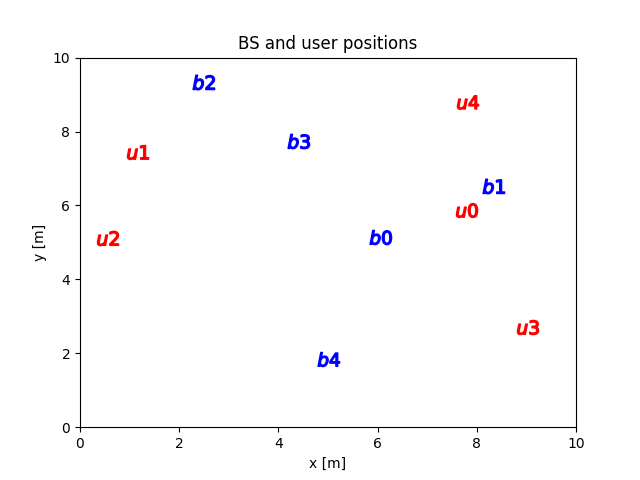 BS and user positions
10
8
6
4
2
0
y [m]
b2
u4
b3
u1
b1
u0
b0
u2
u3
b4
0 2 4 6 8 10
x [m]